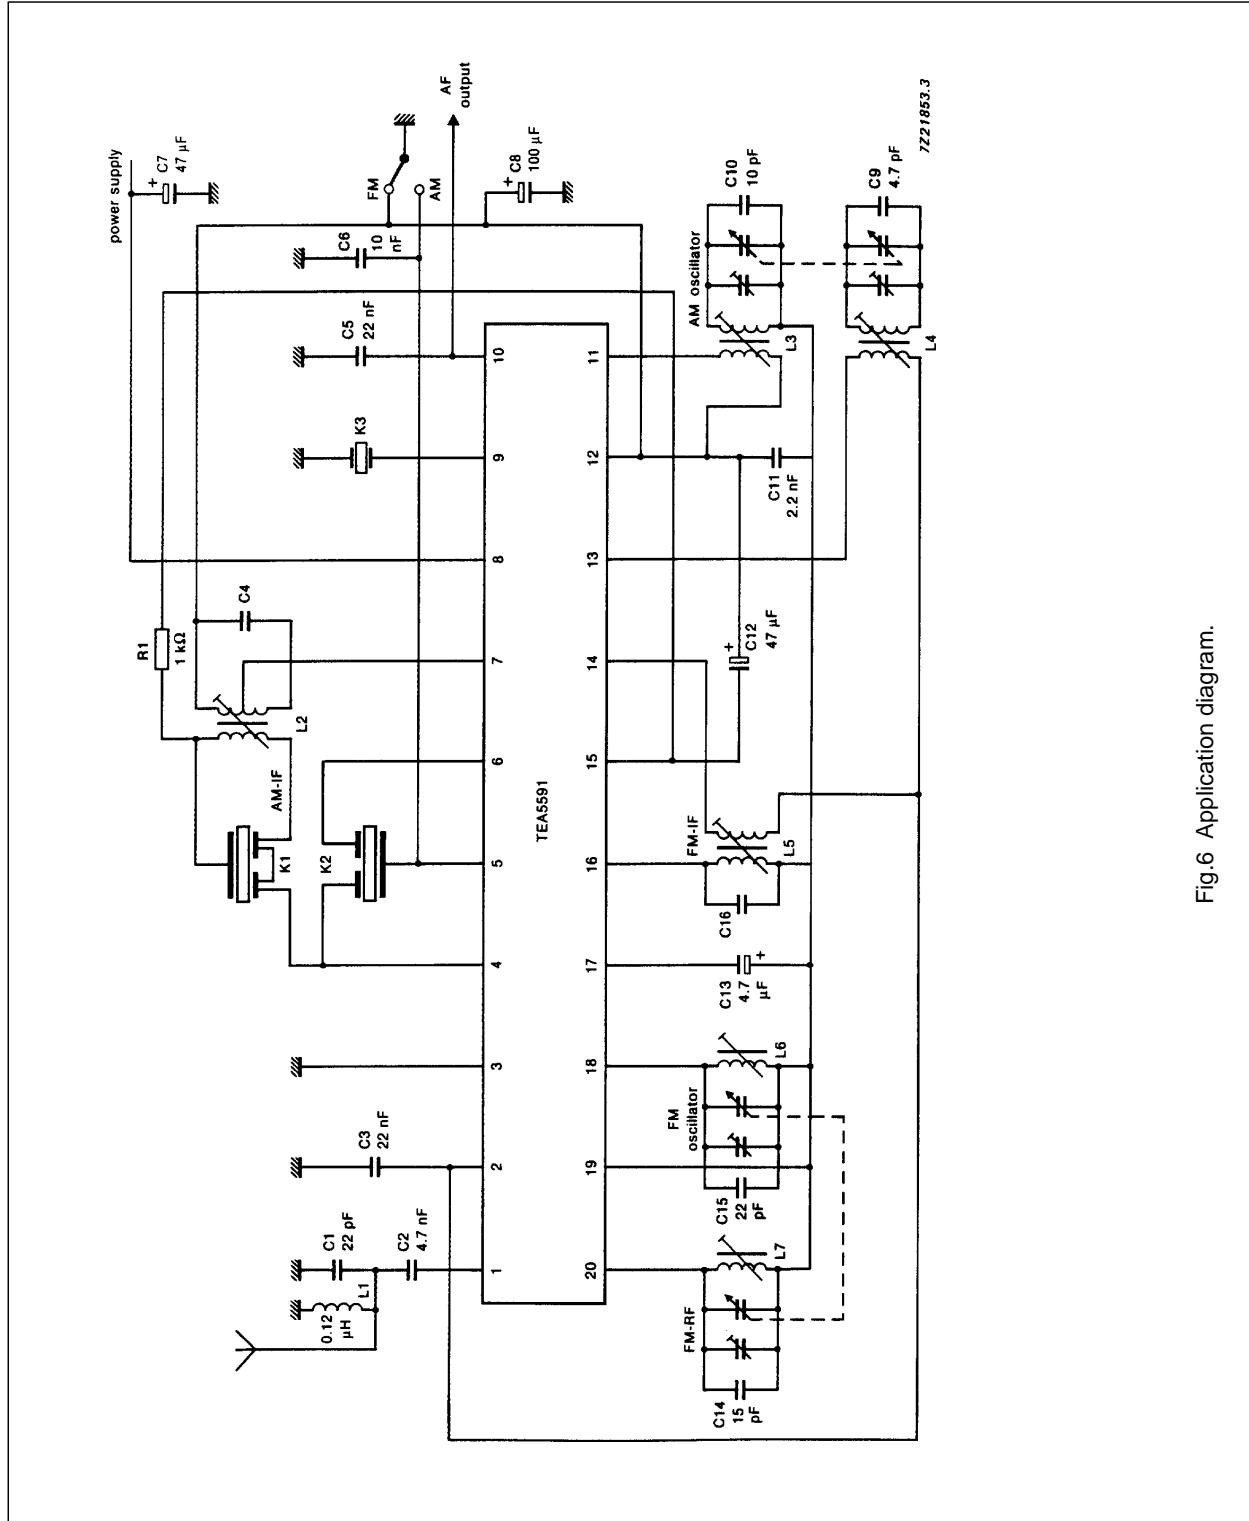 power supply
C7
47 μF
R1
1 kΩ
C4
L2
AM-IF
K1
K2
0.12
μH
L1
C1
22 pF
C2
4.7 nF
C3
22 nF
K3
C5
22 nF
C6
10
nF
FM
AM
AF
output
C8
100 μF
1
2
3
4
5
6
7
8
9
10
TEA5591
20
19
18
17
16
15
14
13
12
11
FM-RF
C14
15
pF
L7
FM
oscillator
C15
22
pF
L6
C13
4.7
μF
FM-IF
C16
L5
C12
47 μF
C11
2.2 nF
AM oscillator
L3
C10
10 pF
L4
C9
4.7 pF
7Z21853.3
Fig.6 Application diagram.